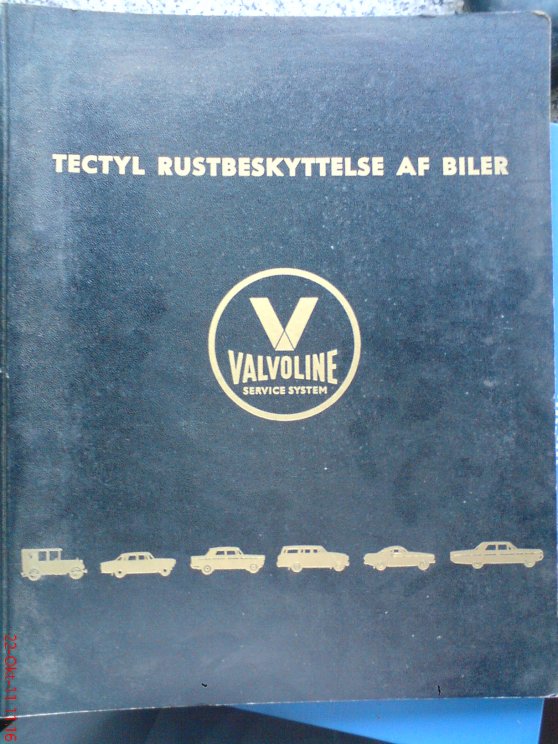 TECTYL RUSTBESKYTTELSE AF BILER
V
VALVOLINE
SERVICE SYSTEM